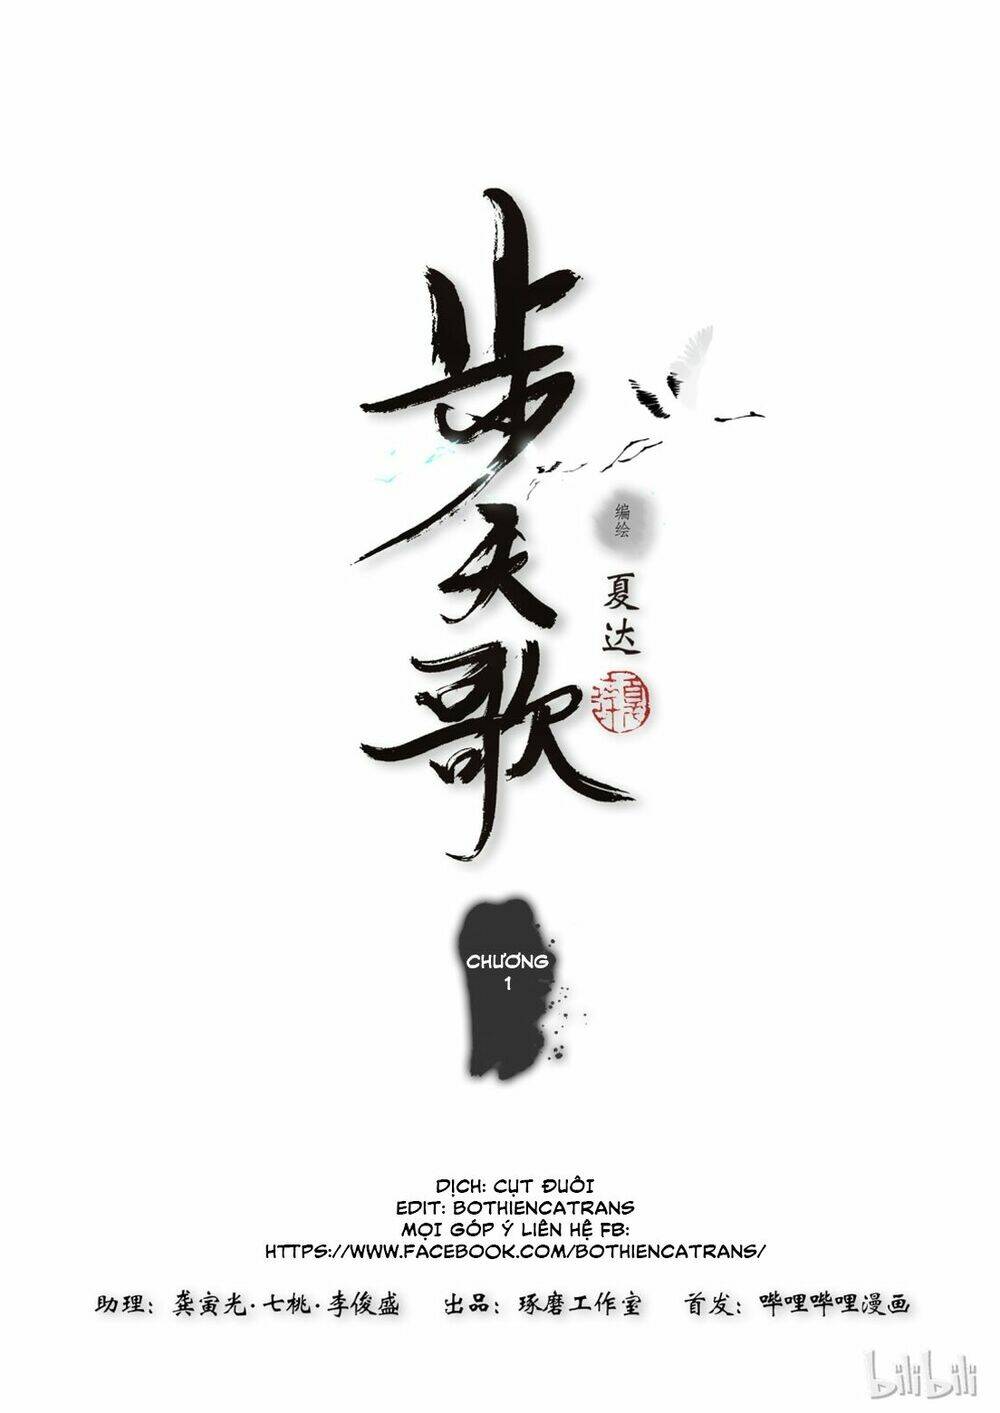 步天歌
编绘
夏达
CHƯƠNG
1
DỊCH: CỤT ĐUÔI
EDIT: BOTHIENCATRANS
MỌI GÓP Ý LIÊN HỆ FB:
HTTPS://WWW.FACEBOOK.COM/BOTHIENCATRANS/
助理：龚寅光·七桃·李俊盛 出品：琢磨工作室 首发：哔哩哔哩漫画
bilibili